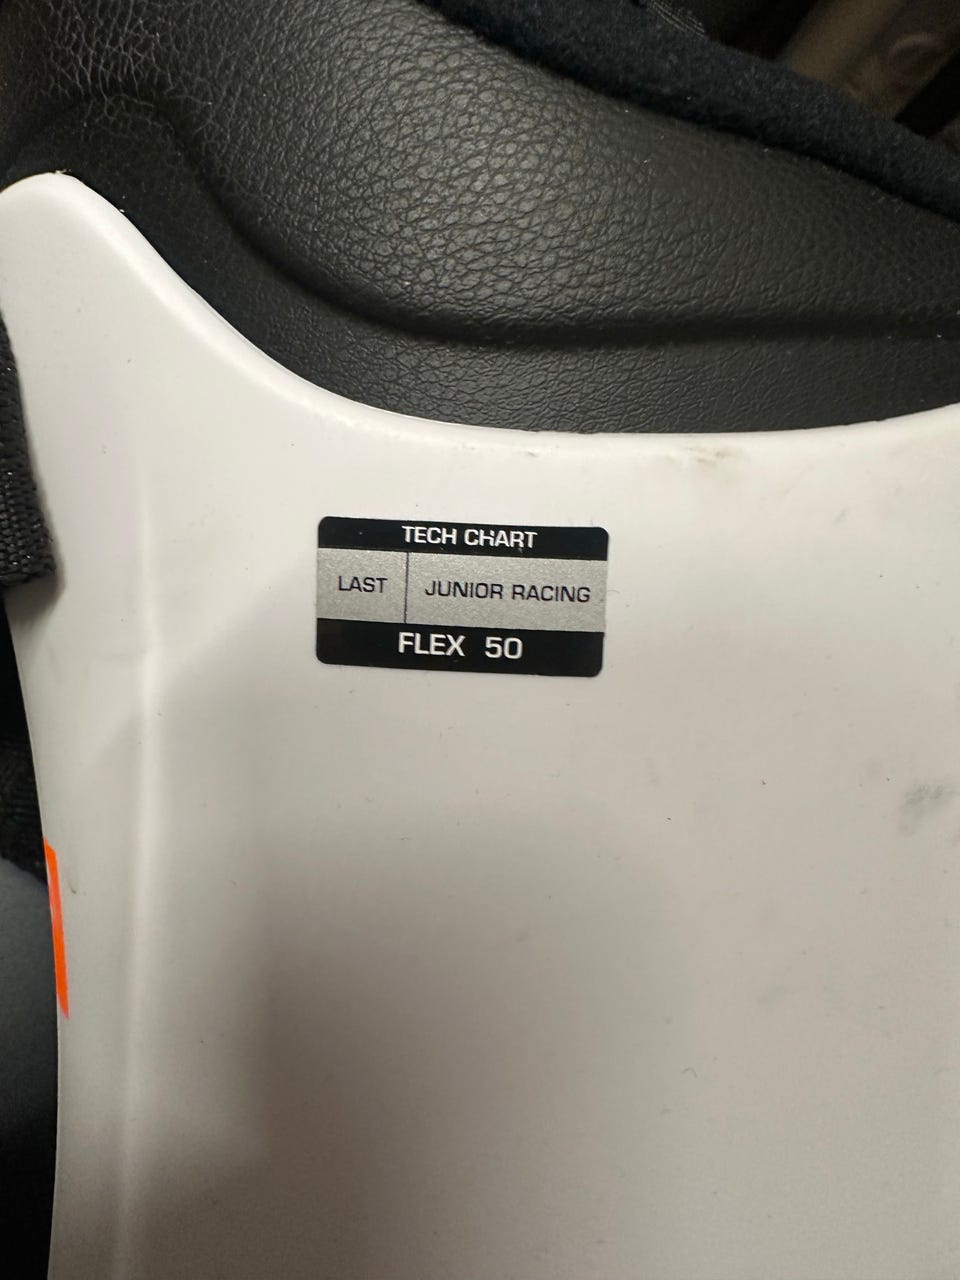 TECH CHART
LAST JUNIOR RACING
FLEX 50